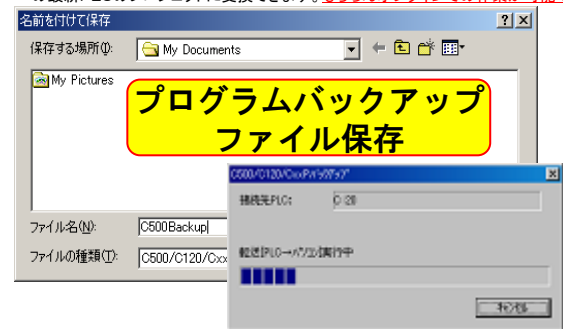 名前を付けて保存
保存する場所(I):
My Documents
My Pictures
プログラムバックアップ
ファイル保存
C500/C120/CxxPバックアップ
接続先PLC:
C-20
ファイル名(N):
C500Backup
転送[PLC→パソコン]実行中
ファイルの種類(T):
C500/C120/Cxx
キャンセル